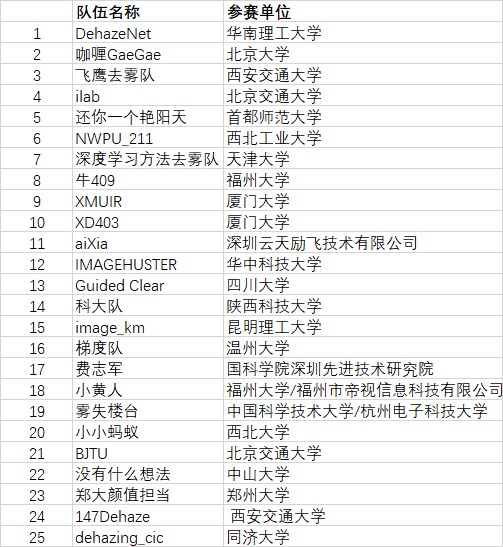 队伍名称 参赛单位
1 DehazeNet 华南理工大学
2 咖喱GaeGae 北京大学
3 飞鹰去雾队 西安交通大学
4 ilab 北京交通大学
5 还你一个艳阳天 首都师范大学
6 NWPU_211 西北工业大学
7 深度学习方法去雾队 天津大学
8 牛409 福州大学
9 XMUIR 厦门大学
10 XD403 厦门大学
11 aiXia 深圳云天励飞技术有限公司
12 IMAGEHUSTER 华中科技大学
13 Guided Clear 四川大学
14 科大队 陕西科技大学
15 image_km 昆明理工大学
16 梯度队 温州大学
17 费志军 国科学院深圳先进技术研究院
18 小黄人 福州大学/福州市帝视信息科技有限公司
19 雾失楼台 中国科学技术大学/杭州电子科技大学
20 小小蚂蚁 西北大学
21 BJTU 北京交通大学
22 没有什么想法 中山大学
23 郑大颜值担当 郑州大学
24 147Dehaze 西安交通大学
25 dehazing_cic 同济大学